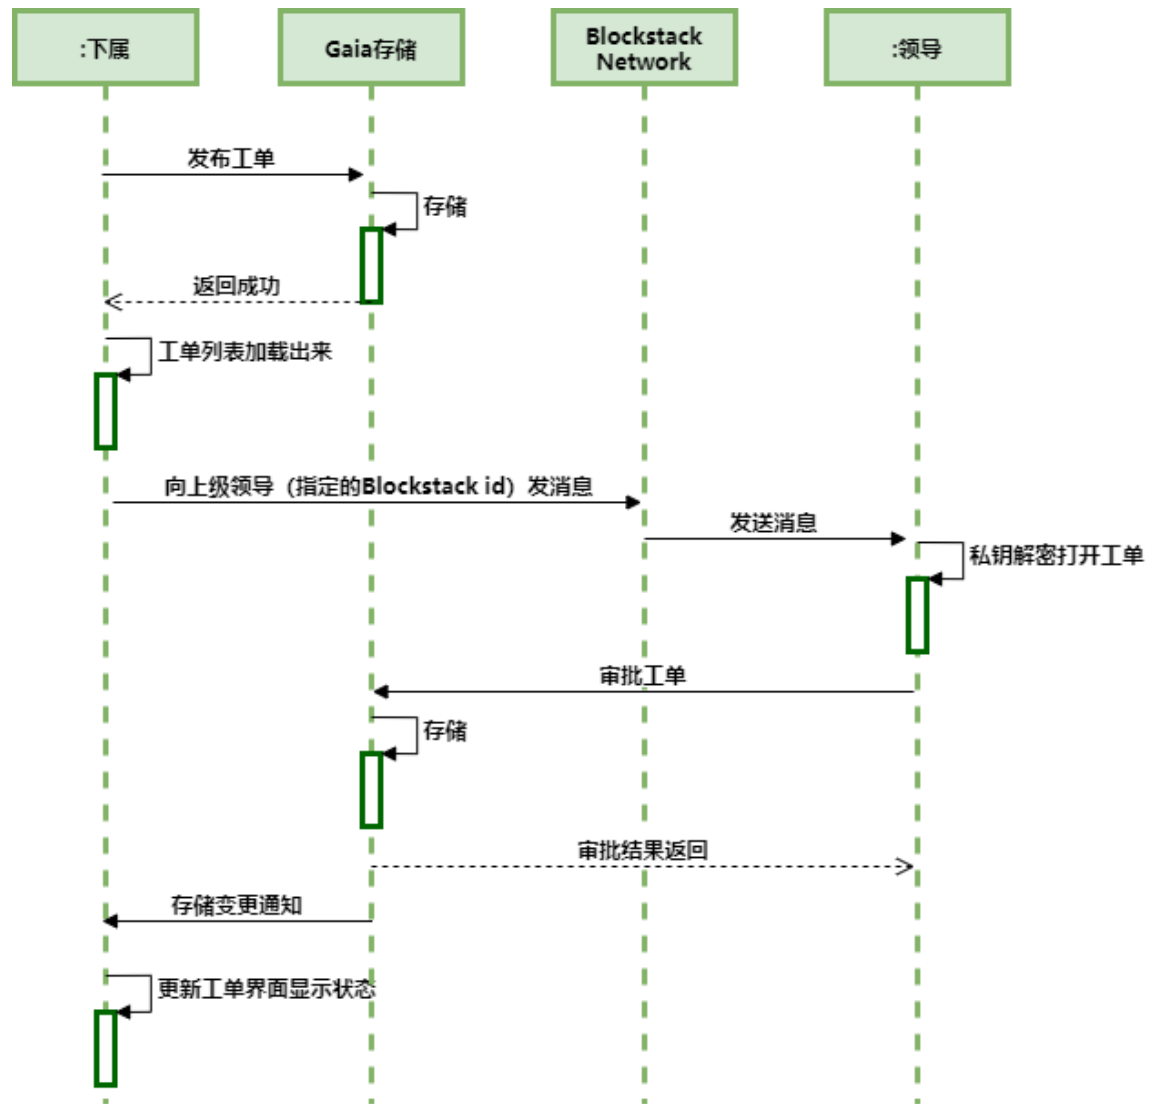 :下属
Gaia存储
Blockstack
Network
:领导
发布工单
存储
返回成功
工单列表加载出来
向上级领导（指定的Blockstack id）发消息
发送消息
私钥解密打开工单
审批工单
存储
审批结果返回
存储变更通知
更新工单界面显示状态